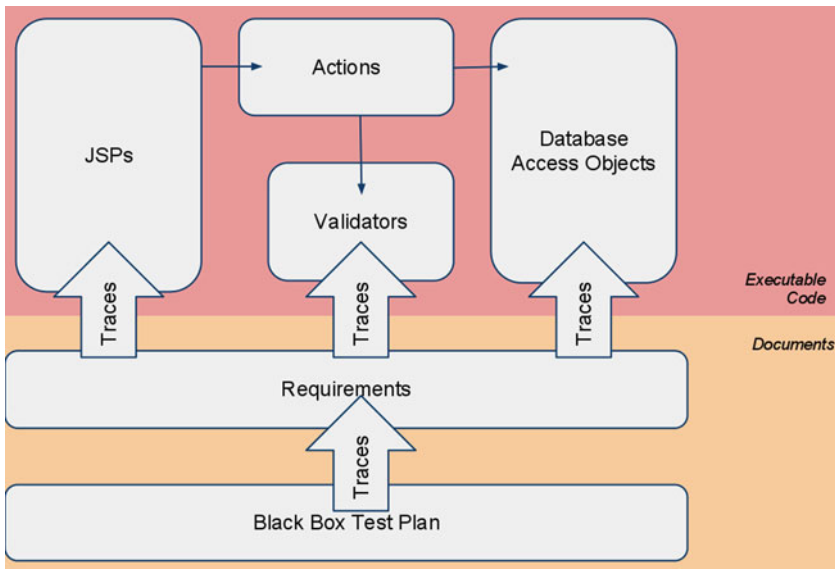 Actions
JSPs
Database
Access Objects
Validators
Traces
Traces
Traces
Executable
Code
Documents
Requirements
Traces
Black Box Test Plan